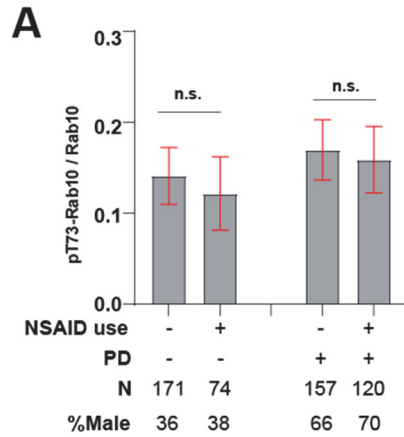 A
pT73-Rab10 / Rab10
0.3
0.2
0.1
0.0
n.s.
n.s.
NSAID use - + - +
PD - - + +
N 171 74 157 120
%Male 36 38 66 70